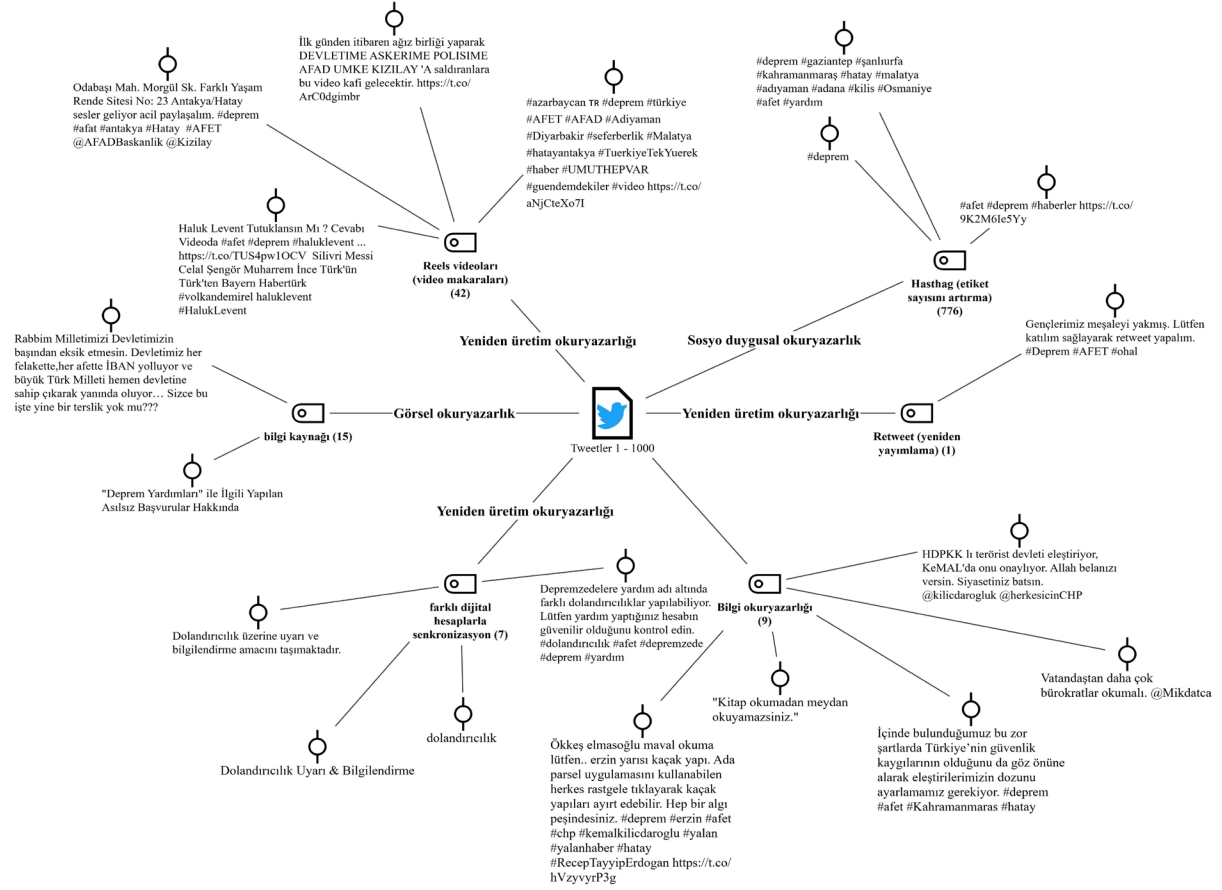 İlk günden itibaren ağız birliği yaparak
DEVLETIME ASKERIME POLISIME
AFAD UMKE KIZILAY 'A saldıranlara
bu video kafi gelecektir. https://t.co/
ArC0dgimbr
#deprem #gaziantep #şanlıurfa
#kahramanmaraş #hatay #malatya
#adıyaman #adana #kilis #Osmaniye
#afet #yardım
Odabaşı Mah. Morgül Sk. Farklı Yaşam
Rende Sitesi No: 23 Antakya/Hatay
sesler geliyor acil paylaşalım. #deprem
#afat #antakya #Hatay #AFET
@AFADBaskanlik @Kizilay
#azarbaycan TR #deprem #türkiye
#AFET #AFAD #Adiyaman
#Diyarbakir #seferberlik #Malatya
#hatayantakya #TuerkiyeTekYuerek
#haber #UMUTHEPVAR
#guendemdekiler #video https://t.co/
aNjCteXo7I
#deprem
#afet #deprem #haberler https://t.co/
9K2M6Ie5Yy
Haluk Levent Tutuklansın Mı ? Cevabı
Videoda #afet #deprem #haluklevent ...
https://t.co/TUS4pw1OCV Silivri Messi
Celal Şengör Muharrem İnce Türk'ün
Türk'ten Bayern Habertürk
#volkandemirel haluklevent
#HalukLevent
Reels videoları
(video makaraları)
(42)
Hasthag (etiket
sayısını artırma)
(776)
Yeniden üretim okuryazarlığı
Sosyo duygusal okuryazarlık
Gençlerimiz meşaleyi yakmış. Lütfen
katılım sağlayarak retweet yapalım.
#Deprem #AFET #ohal
Rabbim Milletimizi Devletimizin
başından eksik etmesin. Devletimiz her
felakette,her afette İBAN yolluyor ve
büyük Türk Milleti hemen devletine
sahip çıkarak yanında oluyor… Sizce bu
işte yine bir terslik yok mu???
Görsel okuryazarlık
Yeniden üretim okuryazarlığı
bilgi kaynağı (15)
Retweet (yeniden
yayımlama) (1)
Tweetler 1 - 1000
"Deprem Yardımları" ile İlgili Yapılan
Asılsız Başvurular Hakkında
Yeniden üretim okuryazarlığı
HDPKK lı terörist devleti eleştiriyor,
KeMAL'da onu onaylıyor. Allah belanızı
versin. Siyasetiniz batsın.
@kilicdarogluk @herkesicinCHP
Depremzedelere yardım adı altında
farklı dolandırıcılıklar yapılabiliyor.
Lütfen yardım yaptığınız hesabın
güvenilir olduğunu kontrol edin.
#dolandırıcılık #afet #depremzede
#deprem #yardım
farklı dijital
hesaplarla
senkronizasyon (7)
Bilgi okuryazarlığı
(9)
Dolandırıcılık üzerine uyarı ve
bilgilendirme amacını taşımaktadır.
Vatandaştan daha çok
bürokratlar okumalı. @Mikdatca
"Kitap okumadan meydan
okuyamazsiniz."
dolandırıcılık
Dolandırıcılık Uyarı & Bilgilendirme
Ökkeş elmasoğlu maval okuma
lütfen.. erzin yarısı kaçak yapı. Ada
parsel uygulamasını kullanabilen
herkes rastgele tıklayarak kaçak
yapıları ayırt edebilir. Hep bir algı
peşindesiniz. #deprem #erzin #afet
#chp #kemalkilicdaroglu #yalan
#yalanhaber #hatay
#RecepTayyipErdogan https://t.co/
hVzyvyrP3g
İçinde bulunduğumuz bu zor
şartlarda Türkiye’nin güvenlik
kaygılarının olduğunu da göz önüne
alarak eleştirilerimizin dozunu
ayarlamamız gerekiyor. #deprem
#afet #Kahramanmaras #hatay